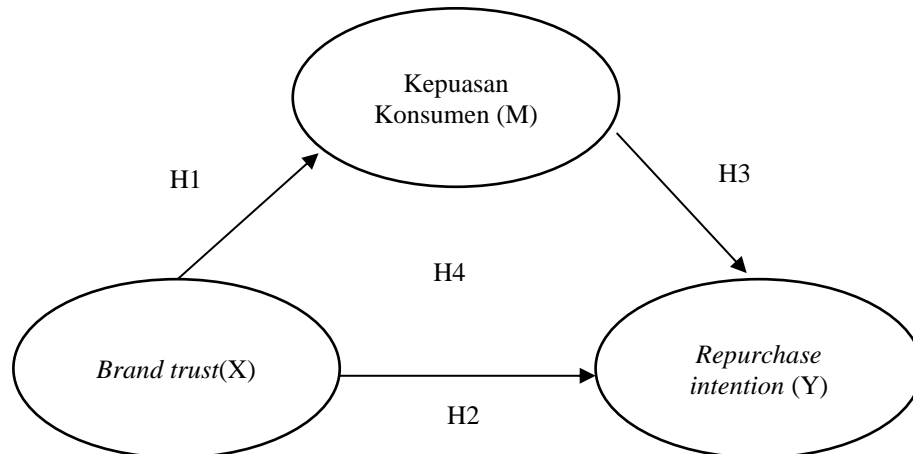 Kepuasan
Konsumen (M)
H1
H3
H4
Brand trust(X)
Repurchase
intention (Y)
H2